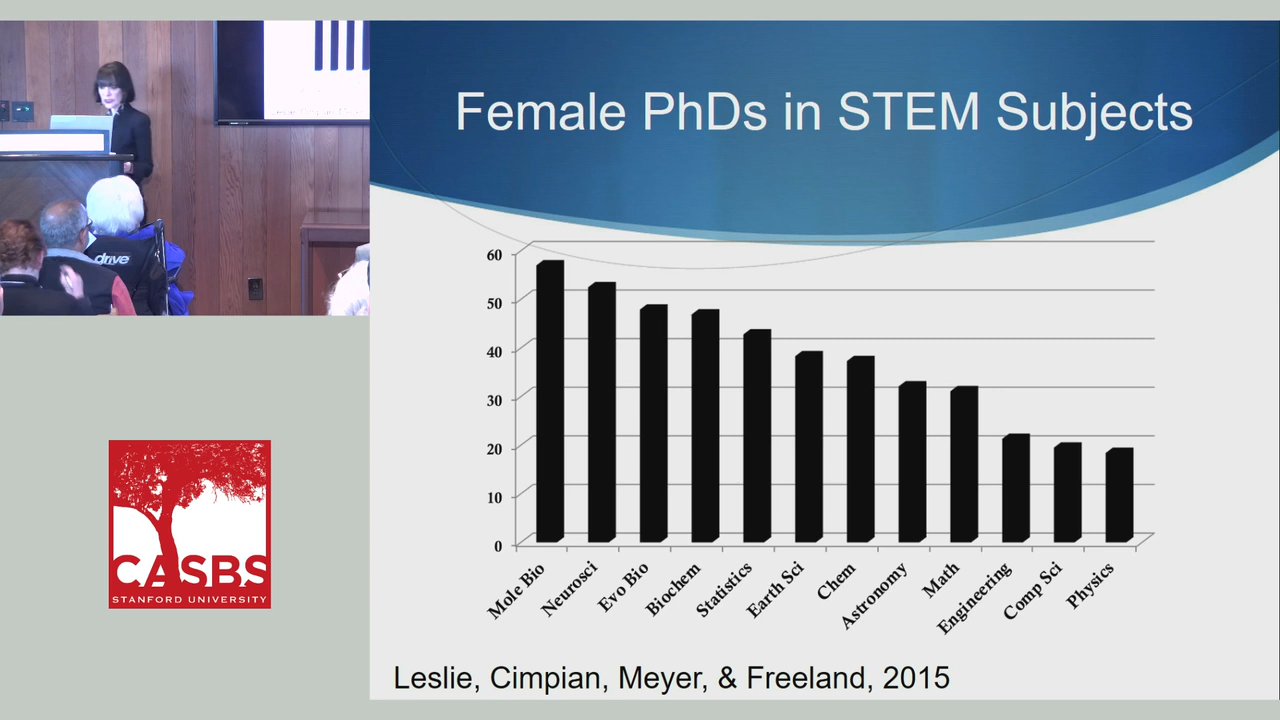 Female PhDs in STEM Subjects
60
50
40
30
20
10
0
Mole Bio
Neurosci
Evo Bio
Biochem
Statistics
Earth Sci
Chem
Astronomy
Math
Engineering
Comp Sci
Physics
Leslie, Cimpian, Meyer, & Freeland, 2015
drive
CASBS
STANFORD UNIVERSITY